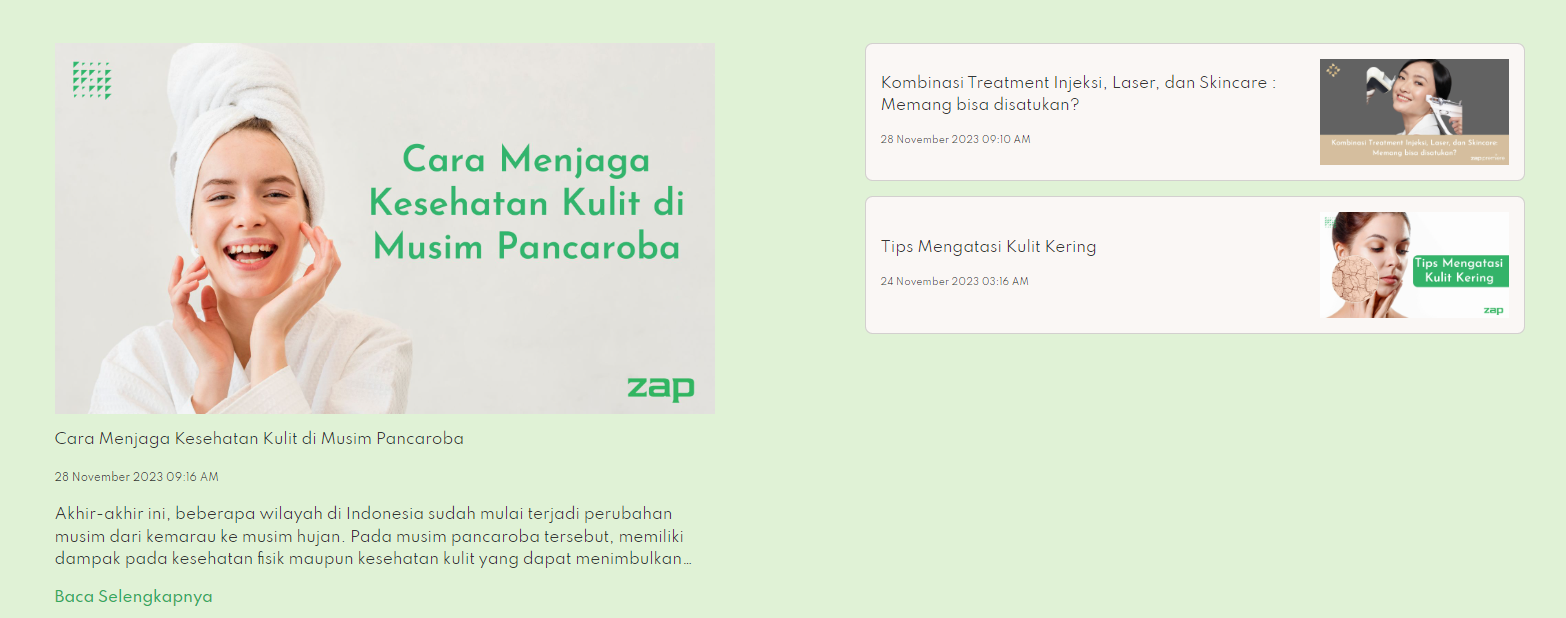 Cara Menjaga
Kesehatan Kulit di
Musim Pancaroba
zap
Cara Menjaga Kesehatan Kulit di Musim Pancaroba
28 November 2023 09:16 AM
Akhir-akhir ini, beberapa wilayah di Indonesia sudah mulai terjadi perubahan
musim dari kemarau ke musim hujan. Pada musim pancaroba tersebut, memiliki
dampak pada kesehatan fisik maupun kesehatan kulit yang dapat menimbulkan...
Baca Selengkapnya
Kombinasi Treatment Injeksi, Laser, dan Skincare :
Memang bisa disatukan?
28 November 2023 09:10 AM
Kombinasi Treatment Injeksi, Laser, dan Skincare:
Memang bisa disatukan?
Tips Mengatasi Kulit Kering
24 November 2023 03:16 AM
Tips Mengatasi
Kulit Kering
zap